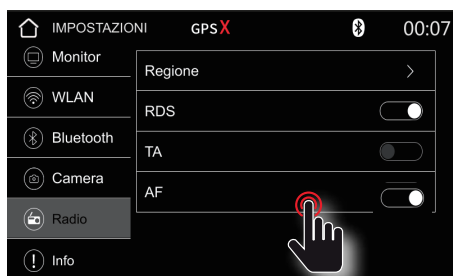 IMPOSTAZIONI GPSX 00:07
Monitor
WLAN
Bluetooth
Camera
Radio
Info
Regione
RDS
TA
AF